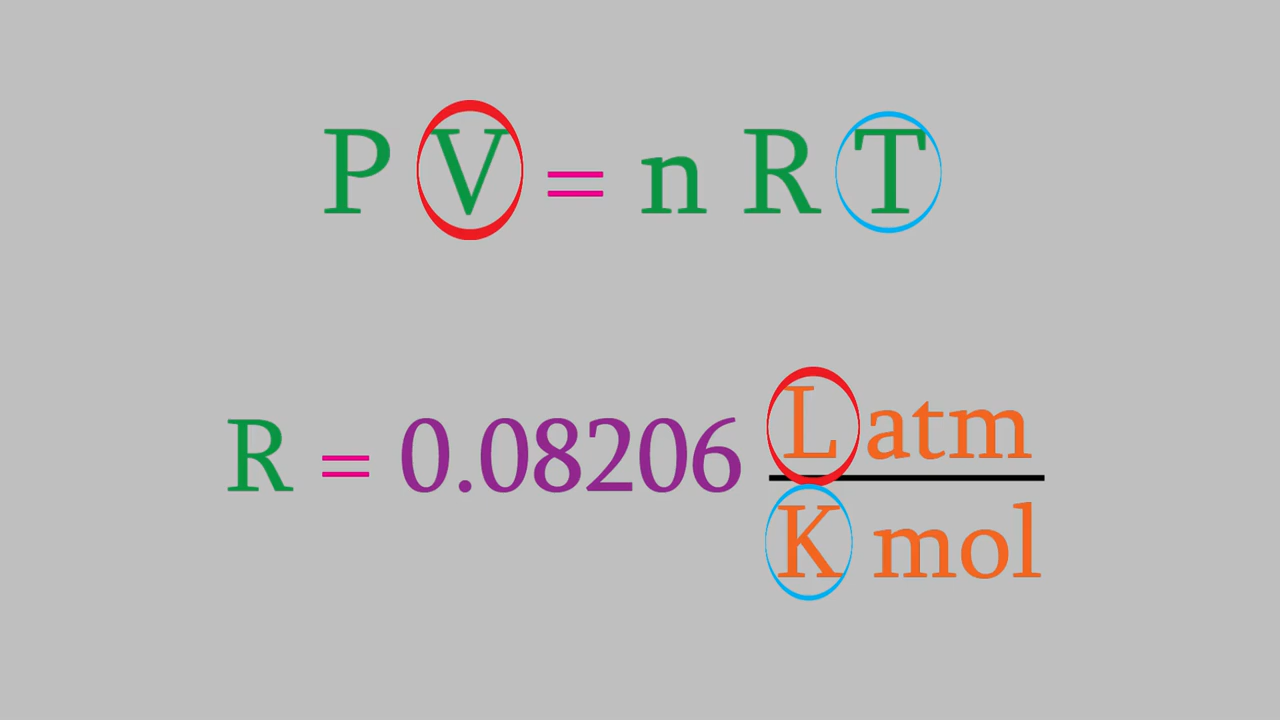 P V = n R T
R = 0.08206 L atm
K mol